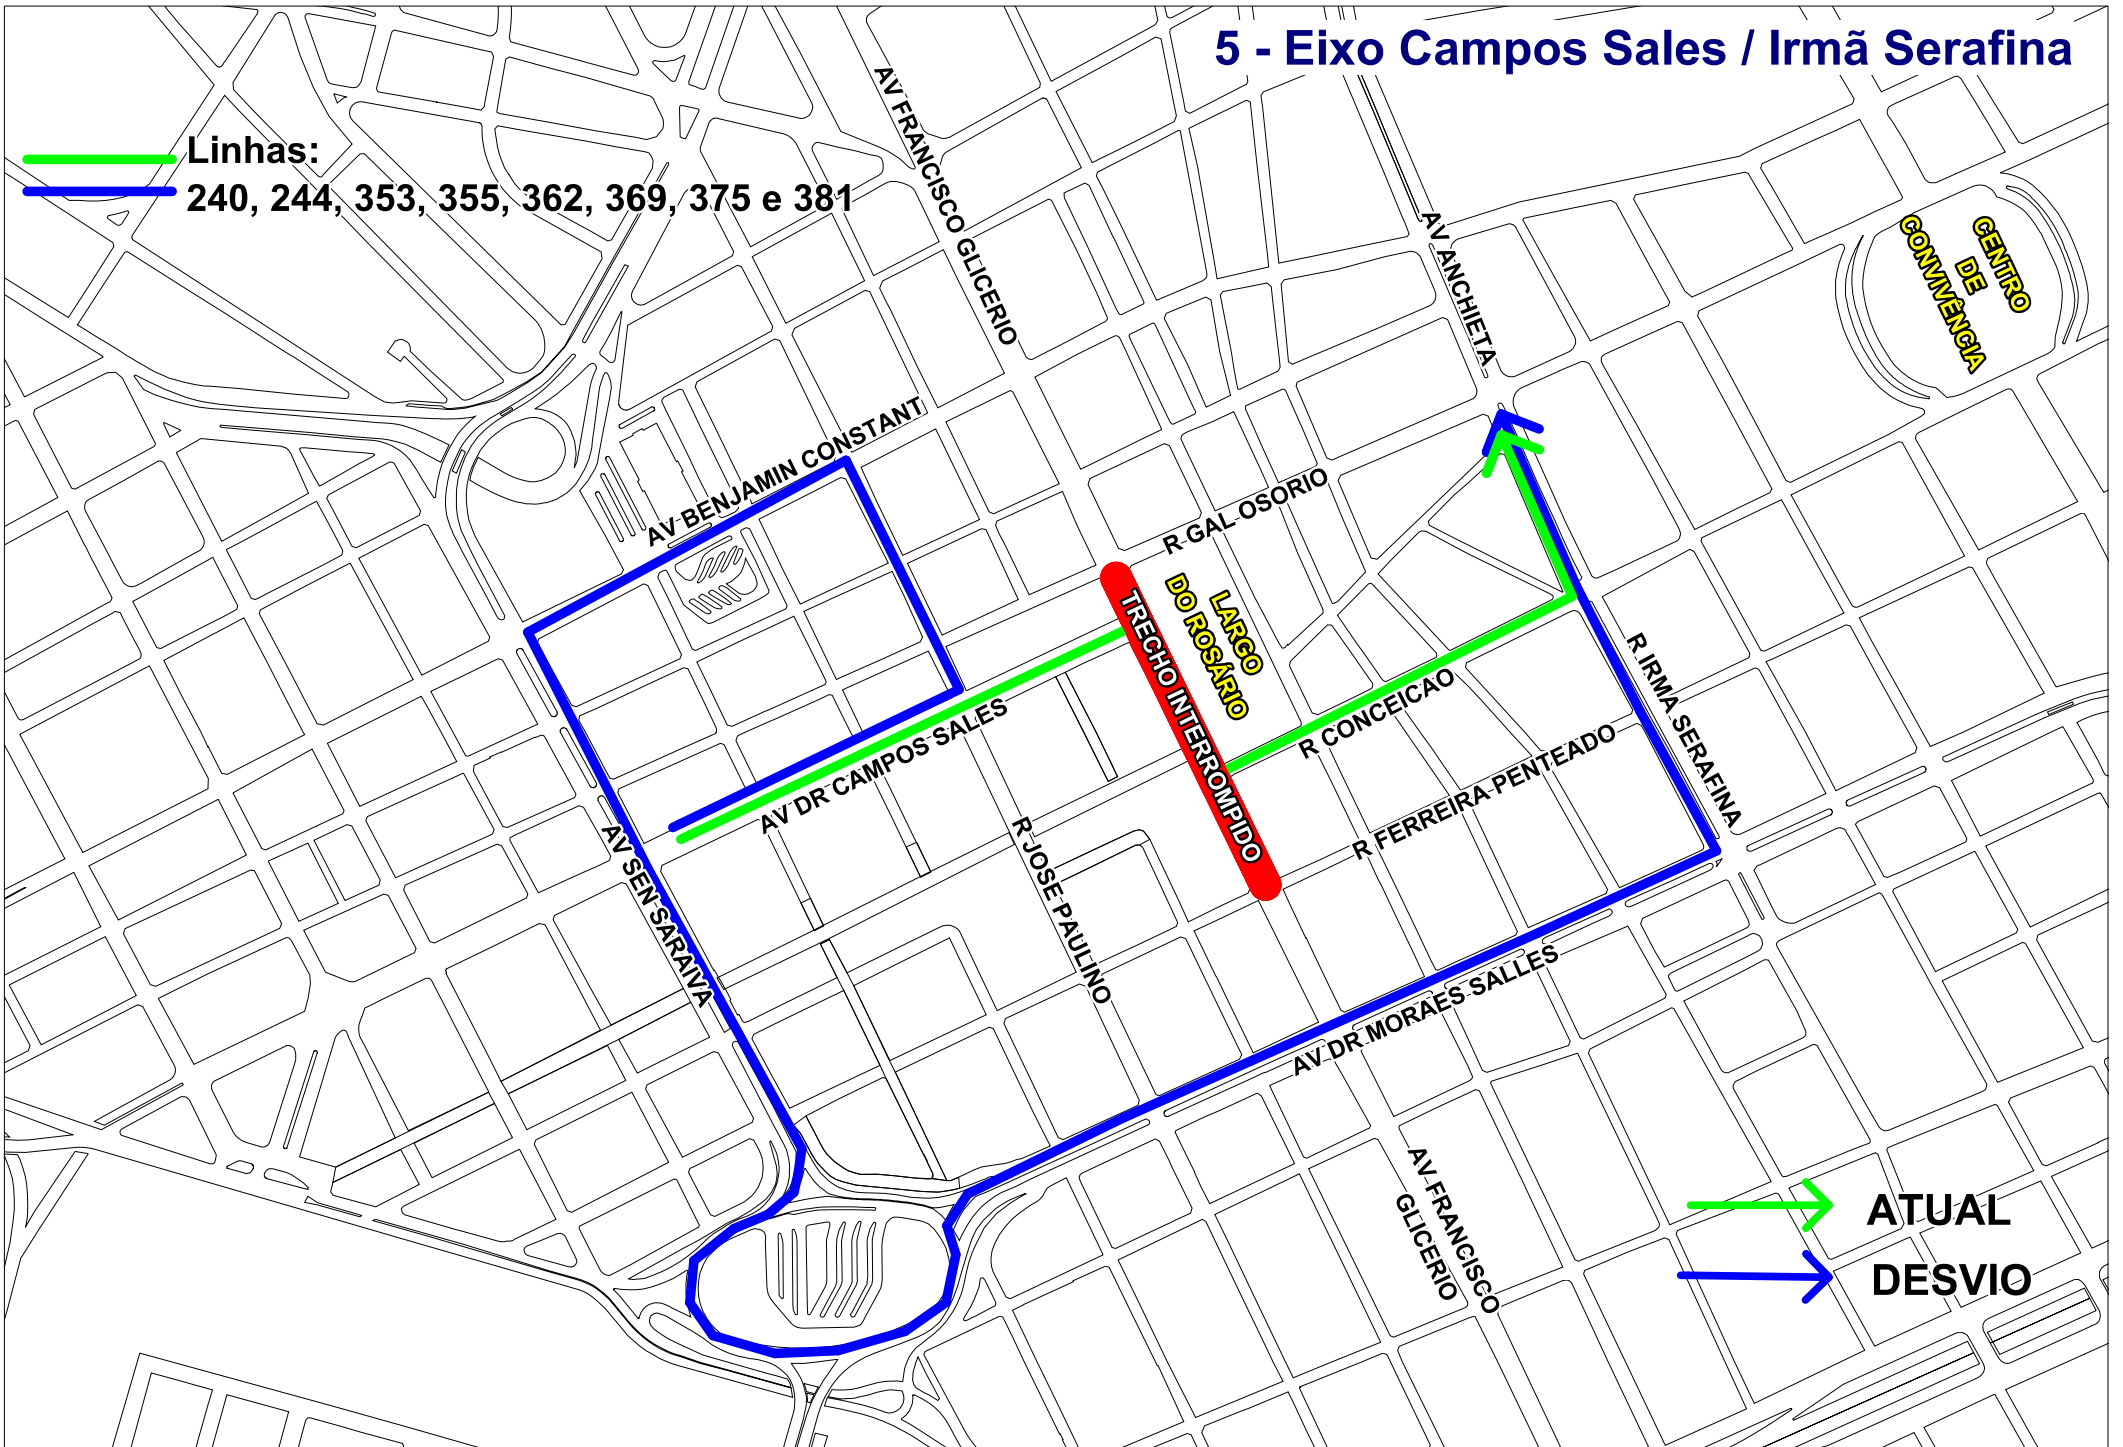 5 - Eixo Campos Sales / Irmã Serafina
Linhas:
240, 244, 353, 355, 362, 369, 375 e 381
AV FRANCISCO GLICERIO
AV ANCHIETA
CENTRO
DE
CONVIVÊNCIA
AV BENJAMIN CONSTANT
R GAL OSORIO
LARGO
DO ROSÁRIO
TRECHO INTERROMPIDO
R CONCEICAO
R IRMA SERAFINA
AV DR CAMPOS SALES
R FERREIRA PENTEADO
AV SEN SARAIVA
R JOSE PAULINO
AV DR MORAES SALLES
AV FRANCISCO
GLICERIO
ATUAL
DESVIO